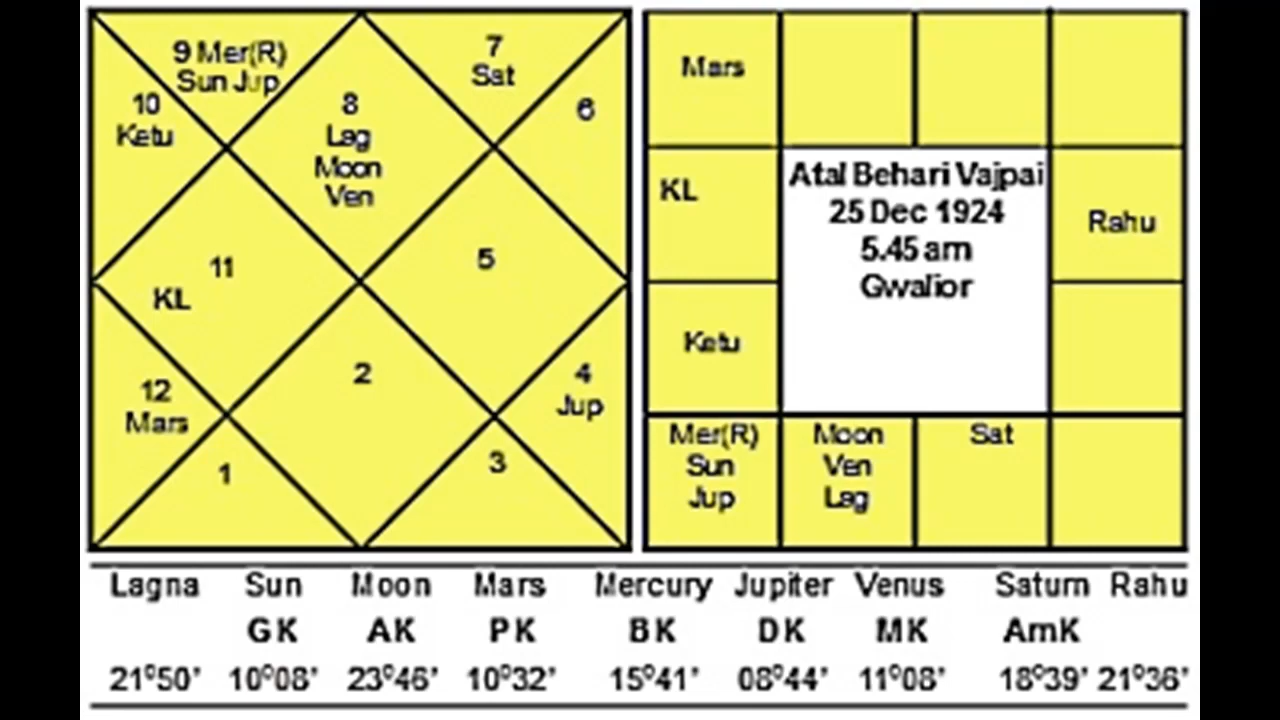 9 Mer(R)
Sun Jup
7
Sat
10
Ketu
8
Lag
Moon
Ven
6
11
KL
5
12
Mars
2
4
Jup
1
3
Mars
KL
Atal Behari Vajpai
25 Dec 1924
5.45 am
Gwalior
Rahu
Ketu
Mer(R)
Sun
Jup
Moon
Ven
Lag
Sat
Lagna Sun Moon Mars Mercury Jupiter Venus Saturn Rahu
GK AK PK BK DK MK AmK
21°50' 10°08' 23°46' 10°32' 15°41' 08°44' 11°08' 18°39' 21°36'